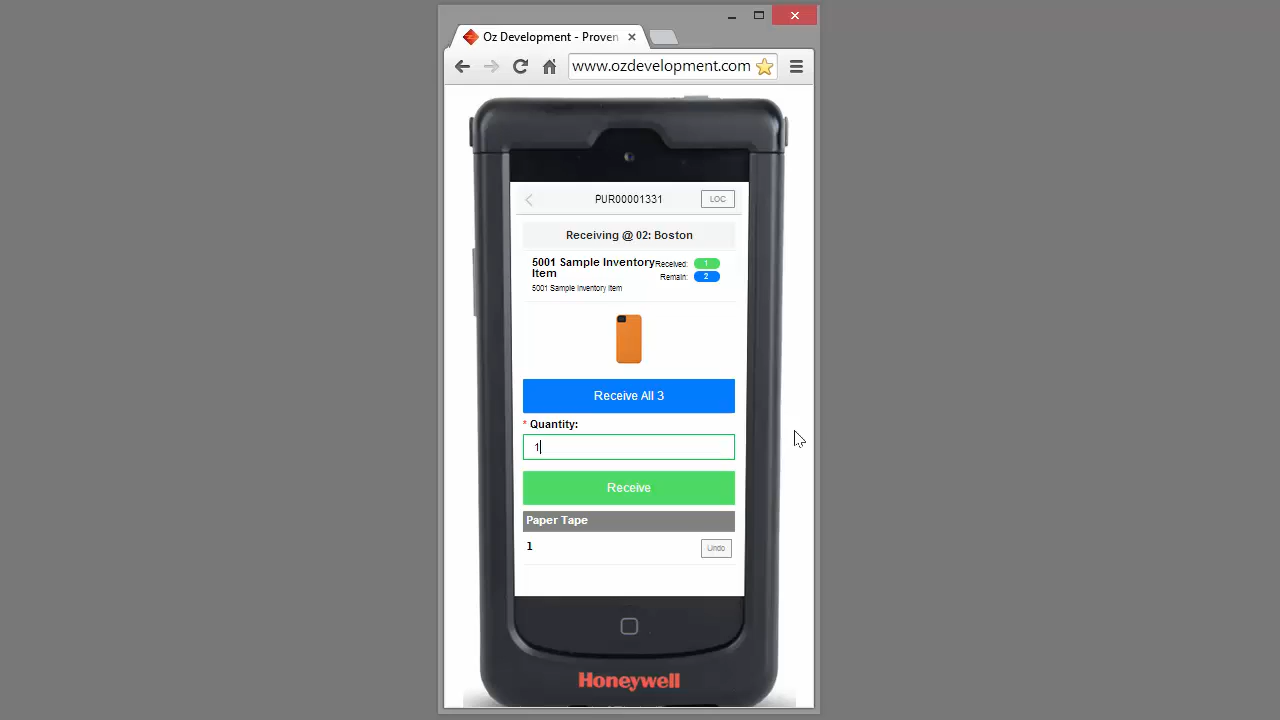 Oz Development - Proven
www.ozdevelopment.com
PUR00001331
LOC
Receiving @ 02: Boston
5001 Sample Inventory
Item
Received: 1
Remain: 2
5001 Sample Inventory Item
Receive All 3
* Quantity:
1
Receive
Paper Tape
1
Undo
Honeywell